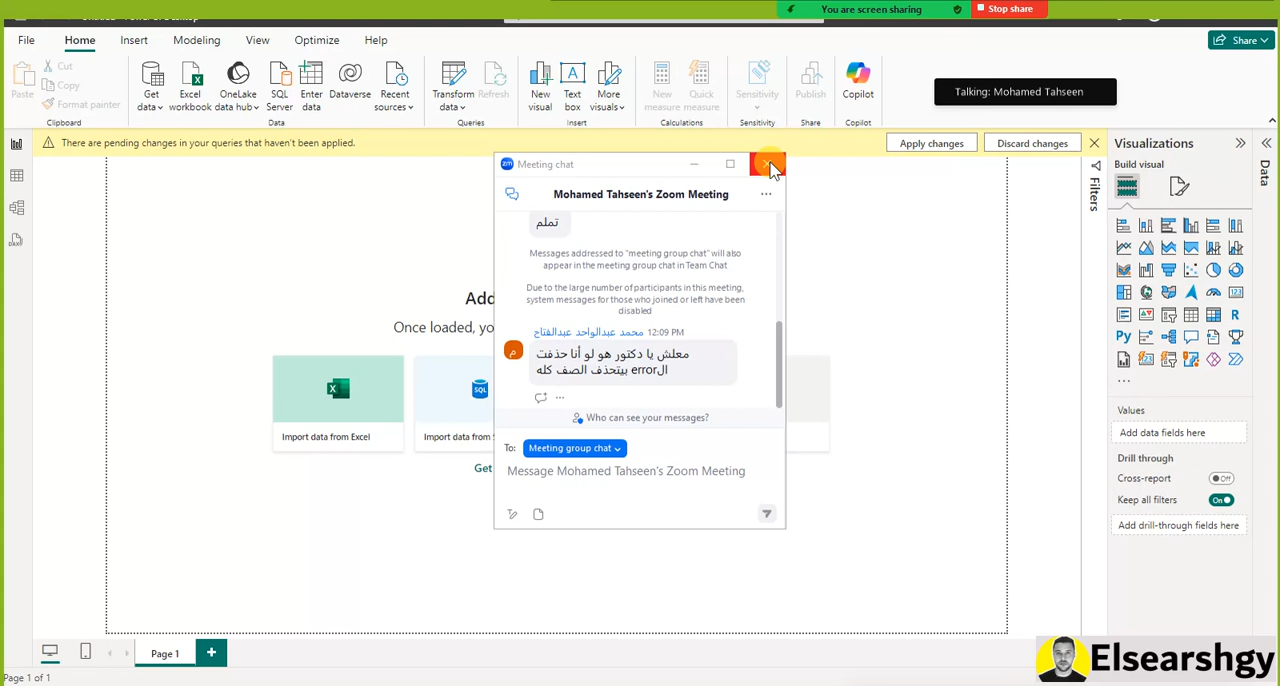 You are screen sharing
Stop share
File
Home
Insert
Modeling
View
Optimize
Help
Share
Paste
Cut
Copy
Format painter
Clipboard
Get data
Excel workbook
OneLake data hub
SQL Server
Enter data
Dataverse
Recent sources
Data
Transform data
Refresh
Queries
New visual
Text box
More visuals
Insert
New measure
Quick measure
Calculations
Sensitivity
Sensitivity
Publish
Share
Copilot
Copilot
Talking: Mohamed Tahseen
There are pending changes in your queries that haven't been applied.
Apply changes
Discard changes
Meeting chat
Mohamed Tahseen's Zoom Meeting
تملم
Messages addressed to "meeting group chat" will also
appear in the meeting group chat in Team Chat
Due to the large number of participants in this meeting,
system messages for those who joined or left have been
disabled
محمد عبدالواحد عبدالفتاح 12:09 PM
م
معلش يا دكتور هو لو أنا حذفت
الerror بيتحذف الصف كله
Who can see your messages?
To: Meeting group chat
Message Mohamed Tahseen's Zoom Meeting
Add
Once loaded, yo
Import data from Excel
SQL
Import data from
Get
Filters
Visualizations
Build visual
Data
Values
Add data fields here
Drill through
Cross-report
Off
Keep all filters
On
Add drill-through fields here
Page 1
Page 1 of 1
Elsearshgy